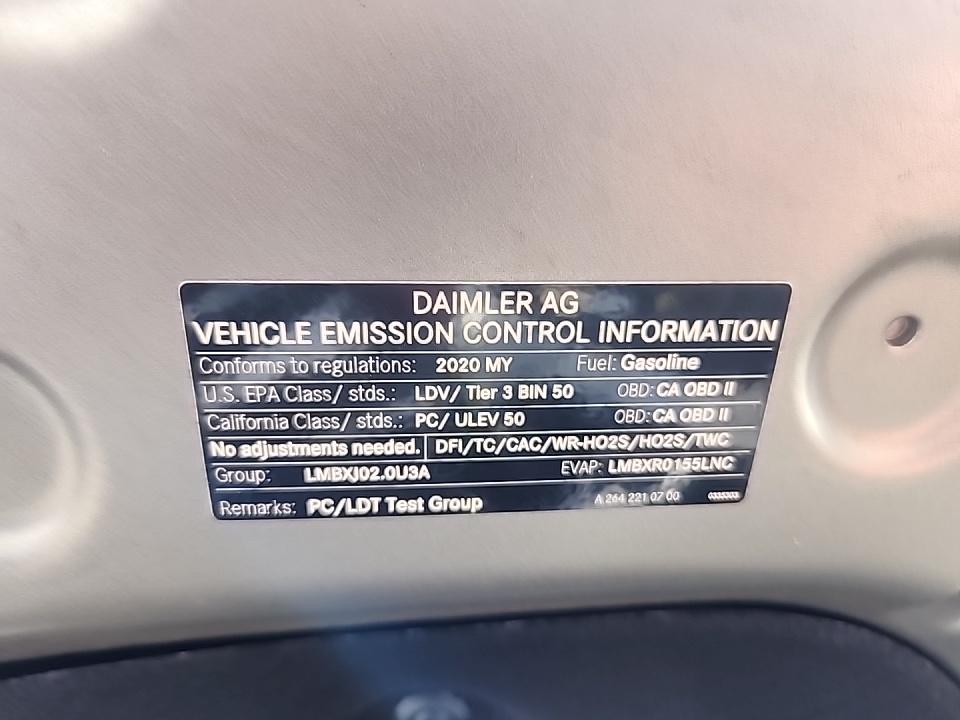 DAIMLER AG
VEHICLE EMISSION CONTROL INFORMATION
Conforms to regulations: 2020 MY Fuel: Gasoline
U.S. EPA Class/ stds.: LDV/ Tier 3 BIN 50 OBD: CA OBD II
California Class/ stds.: PC/ ULEV 50 OBD: CA OBD II
No adjustments needed. DFI/TC/CAC/WR-HO2S/HO2S/TWC
Group: LMBXJ02.0U3A EVAP: LMBXR0155LNC
Remarks: PC/LDT Test Group A 264 221 07 00